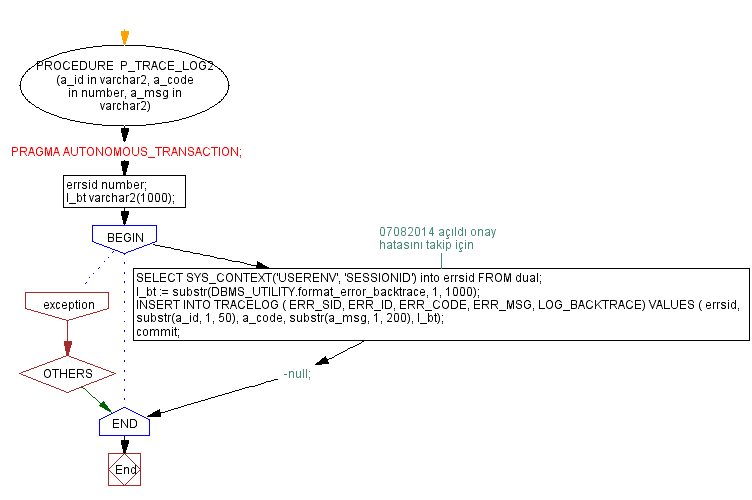 PROCEDURE P_TRACE_LOG2
(a_id in varchar2, a_code
in number, a_msg in
varchar2)
PRAGMA AUTONOMOUS_TRANSACTION;
errsid number;
l_bt varchar2(1000);
BEGIN
07082014 açıldı onay
hatasını takip için
SELECT SYS_CONTEXT('USERENV', 'SESSIONID') into errsid FROM dual;
l_bt := substr(DBMS_UTILITY.format_error_backtrace, 1, 1000);
INSERT INTO TRACELOG ( ERR_SID, ERR_ID, ERR_CODE, ERR_MSG, LOG_BACKTRACE) VALUES ( errsid,
substr(a_id, 1, 50), a_code, substr(a_msg, 1, 200), l_bt);
commit;
exception
OTHERS
-null;
END
End